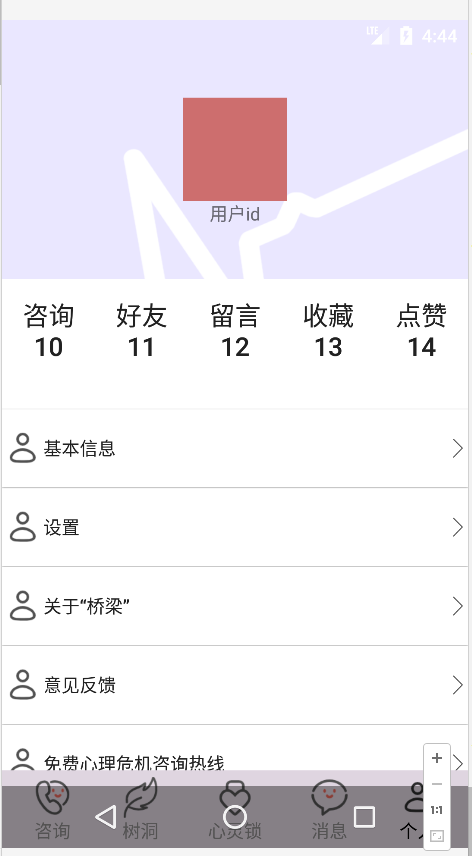 LTE 4:44
用户id
咨询 好友 留言 收藏 点赞
10 11 12 13 14
基本信息
设置
关于“桥梁”
意见反馈
免费心理危机咨询热线
1:1
咨询 树洞 心灵锁 消息 个